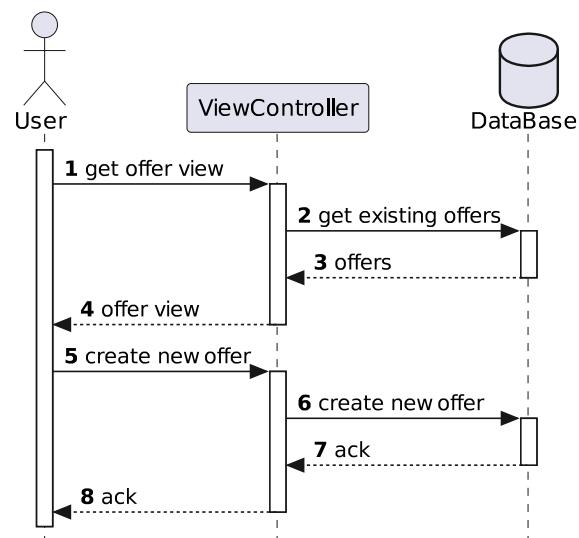 User
ViewController
DataBase
1 get offer view
2 get existing offers
3 offers
4 offer view
5 create new offer
6 create new offer
7 ack
8 ack